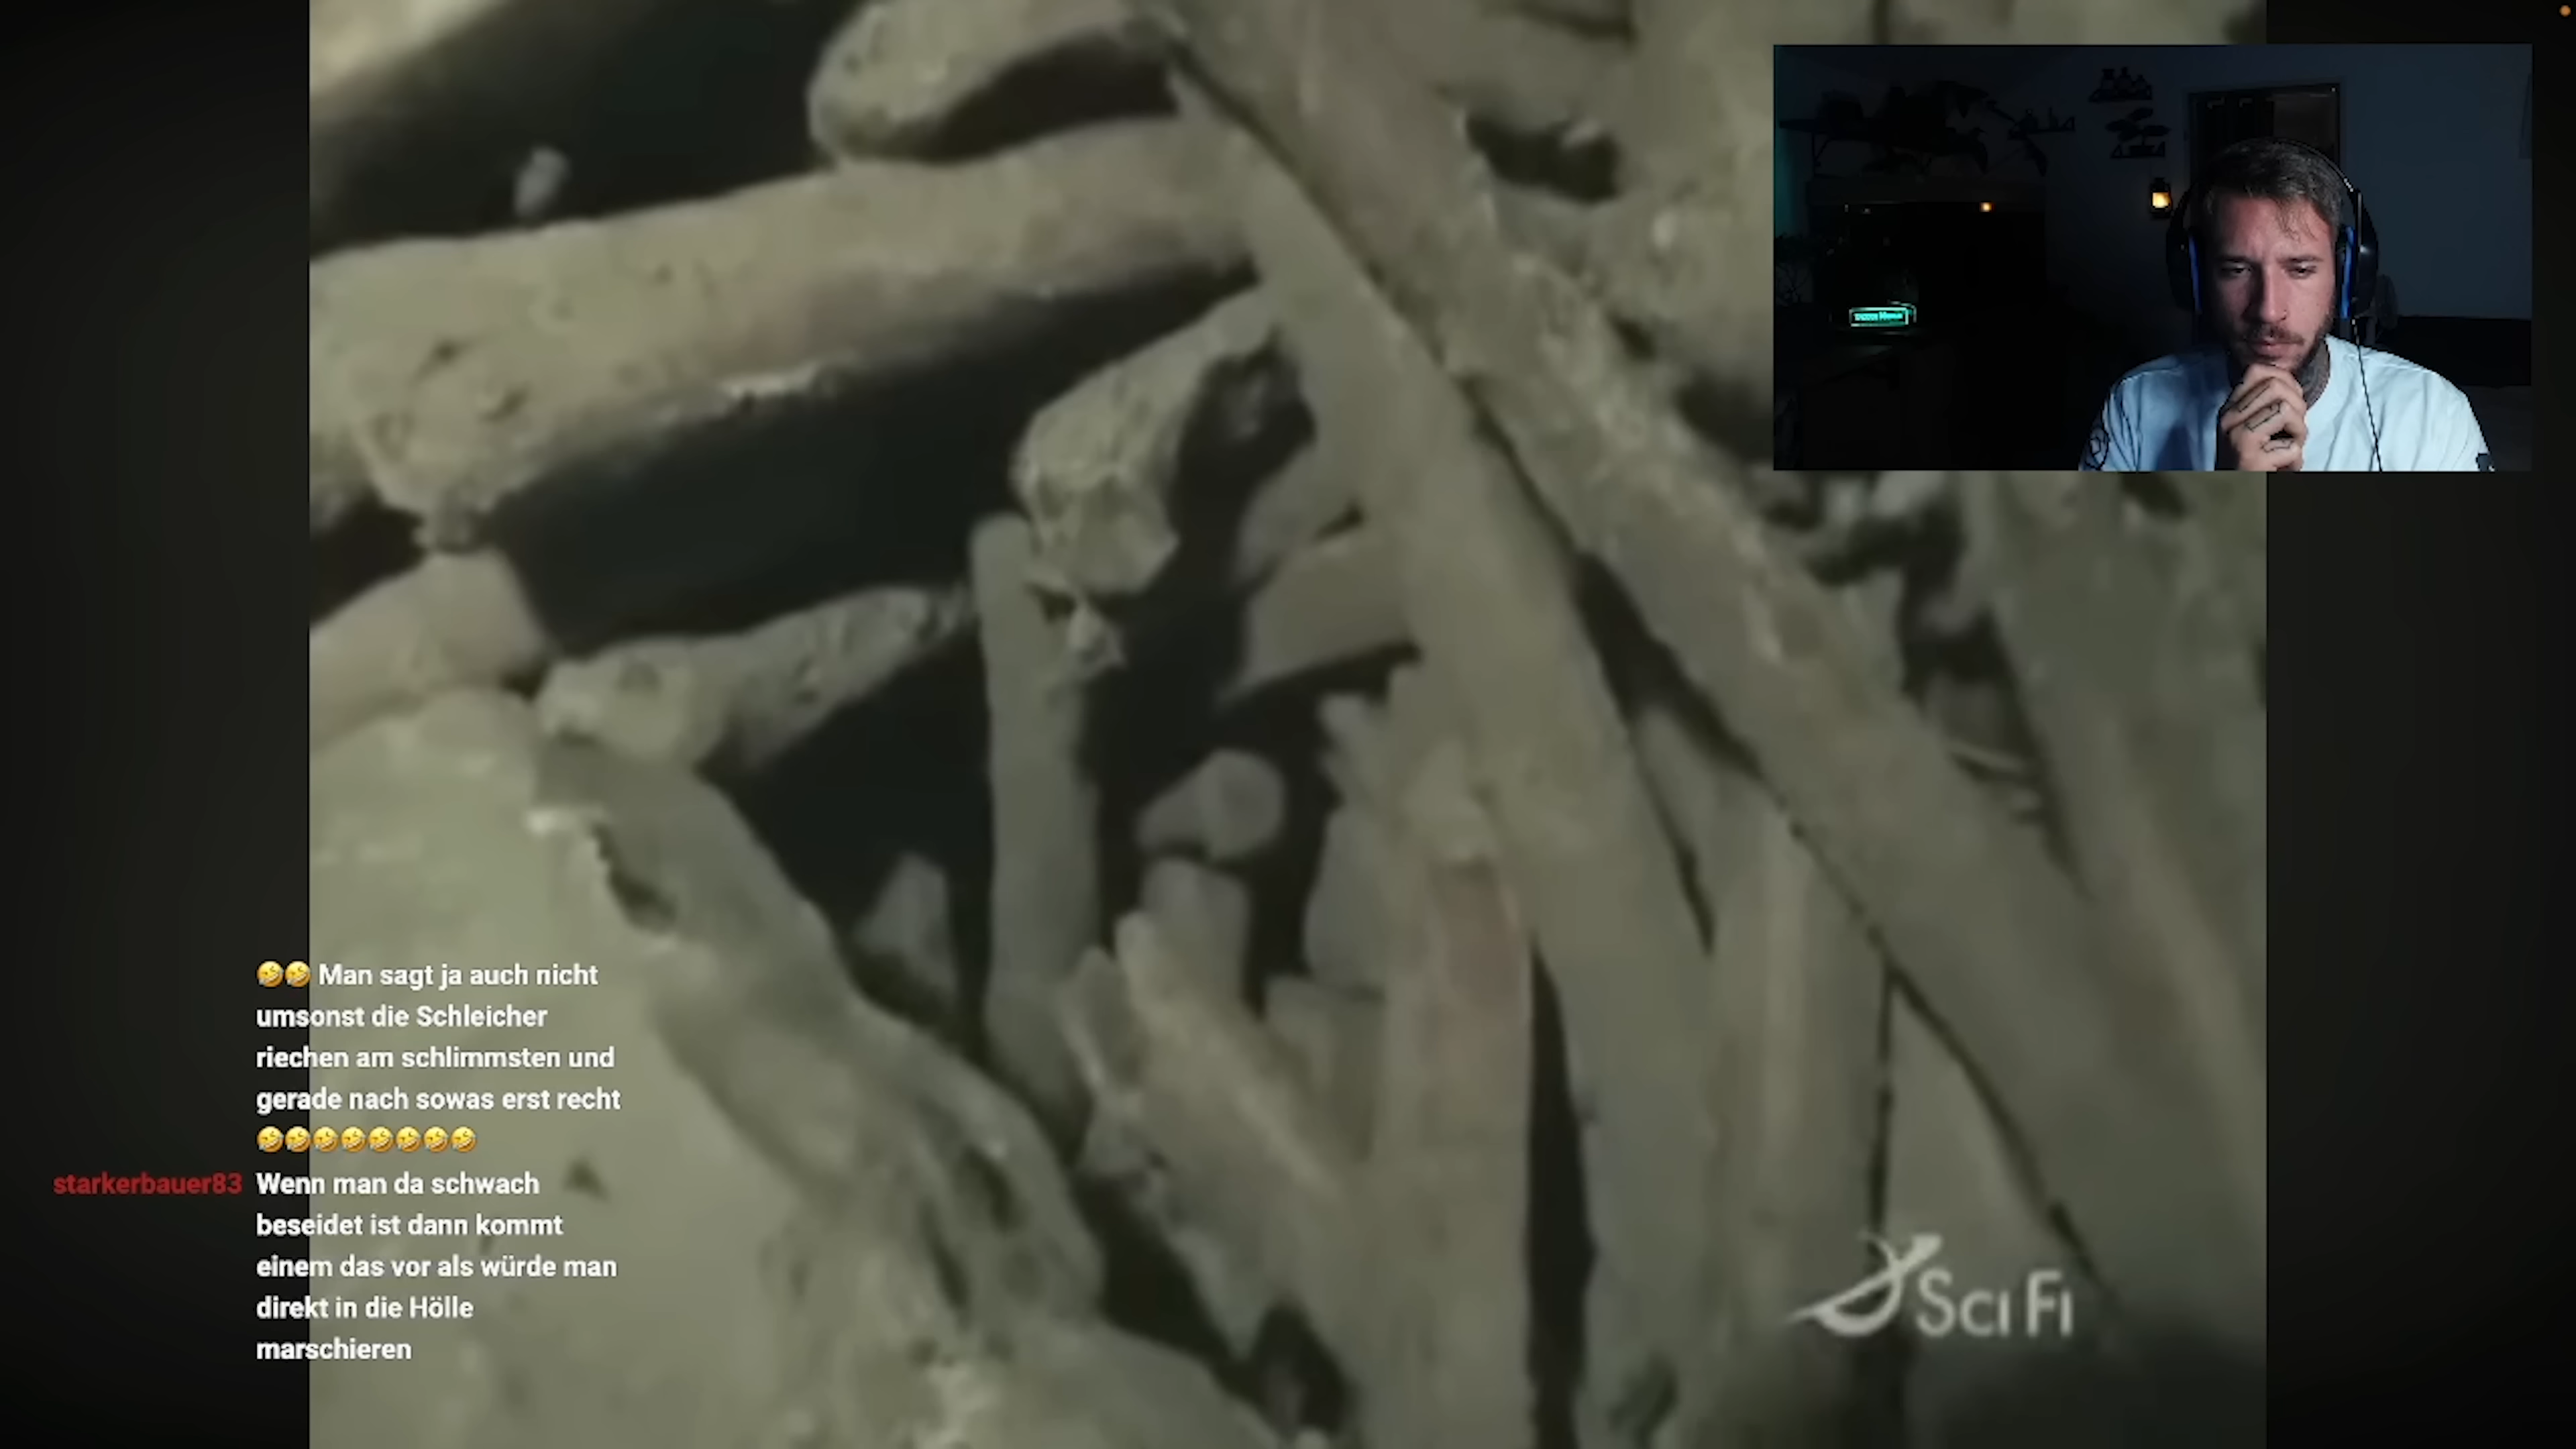 🤣🤣 Man sagt ja auch nicht
umsonst die Schleicher
riechen am schlimmsten und
gerade nach sowas erst recht
🤣🤣🤣🤣🤣🤣🤣🤣
starkerbauer83 Wenn man da schwach
beseidet ist dann kommt
einem das vor als würde man
direkt in die Hölle
marschieren
SCI FI